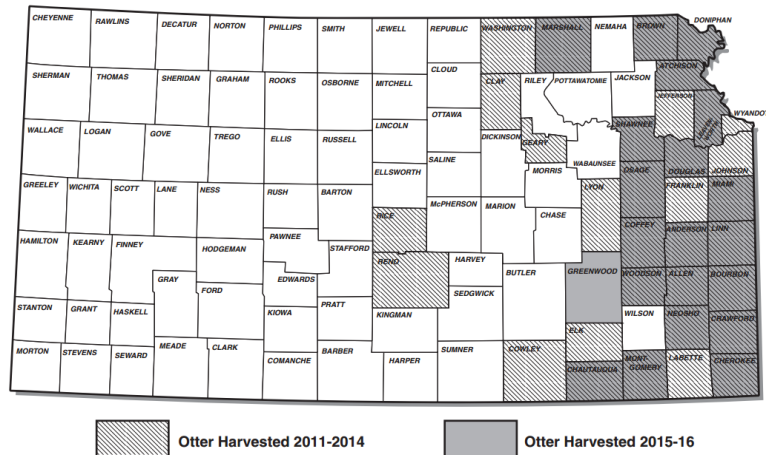 CHEYENNE RAWLINS DECATUR NORTON PHILLIPS SMITH JEWELL REPUBLIC WASHINGTON MARSHALL NEMAHA BROWN DONIPHAN
CLOUD
SHERMAN THOMAS SHERIDAN GRAHAM ROOKS OSBORNE MITCHELL CLAY RILEY POTTAWATOMIE JACKSON ATCHISON
JEFFERSON
OTTAWA WYANDOT
WALLACE LOGAN GOVE TREGO ELLIS RUSSELL LINCOLN DICKINSON GEARY SHAWNEE LEAVEN-
WORTH
SALINE
ELLSWORTH MORRIS WABAUNSEE OSAGE DOUGLAS JOHNSON
GREELEY WICHITA SCOTT LANE NESS RUSH BARTON McPHERSON MARION LYON FRANKLIN MIAMI
RICE CHASE
HAMILTON KEARNY FINNEY HODGEMAN PAWNEE STAFFORD COFFEY ANDERSON LINN
RENO HARVEY
GRAY EDWARDS BUTLER GREENWOOD WOODSON ALLEN BOURBON
FORD SEDGWICK
STANTON GRANT HASKELL KIOWA PRATT KINGMAN WILSON NEOSHO CRAWFORD
ELK
MORTON STEVENS SEWARD MEADE CLARK COMANCHE BARBER HARPER SUMNER COWLEY CHAUTAUQUA MONT-
GOMERY LABETTE CHEROKEE
Otter Harvested 2011-2014 Otter Harvested 2015-16